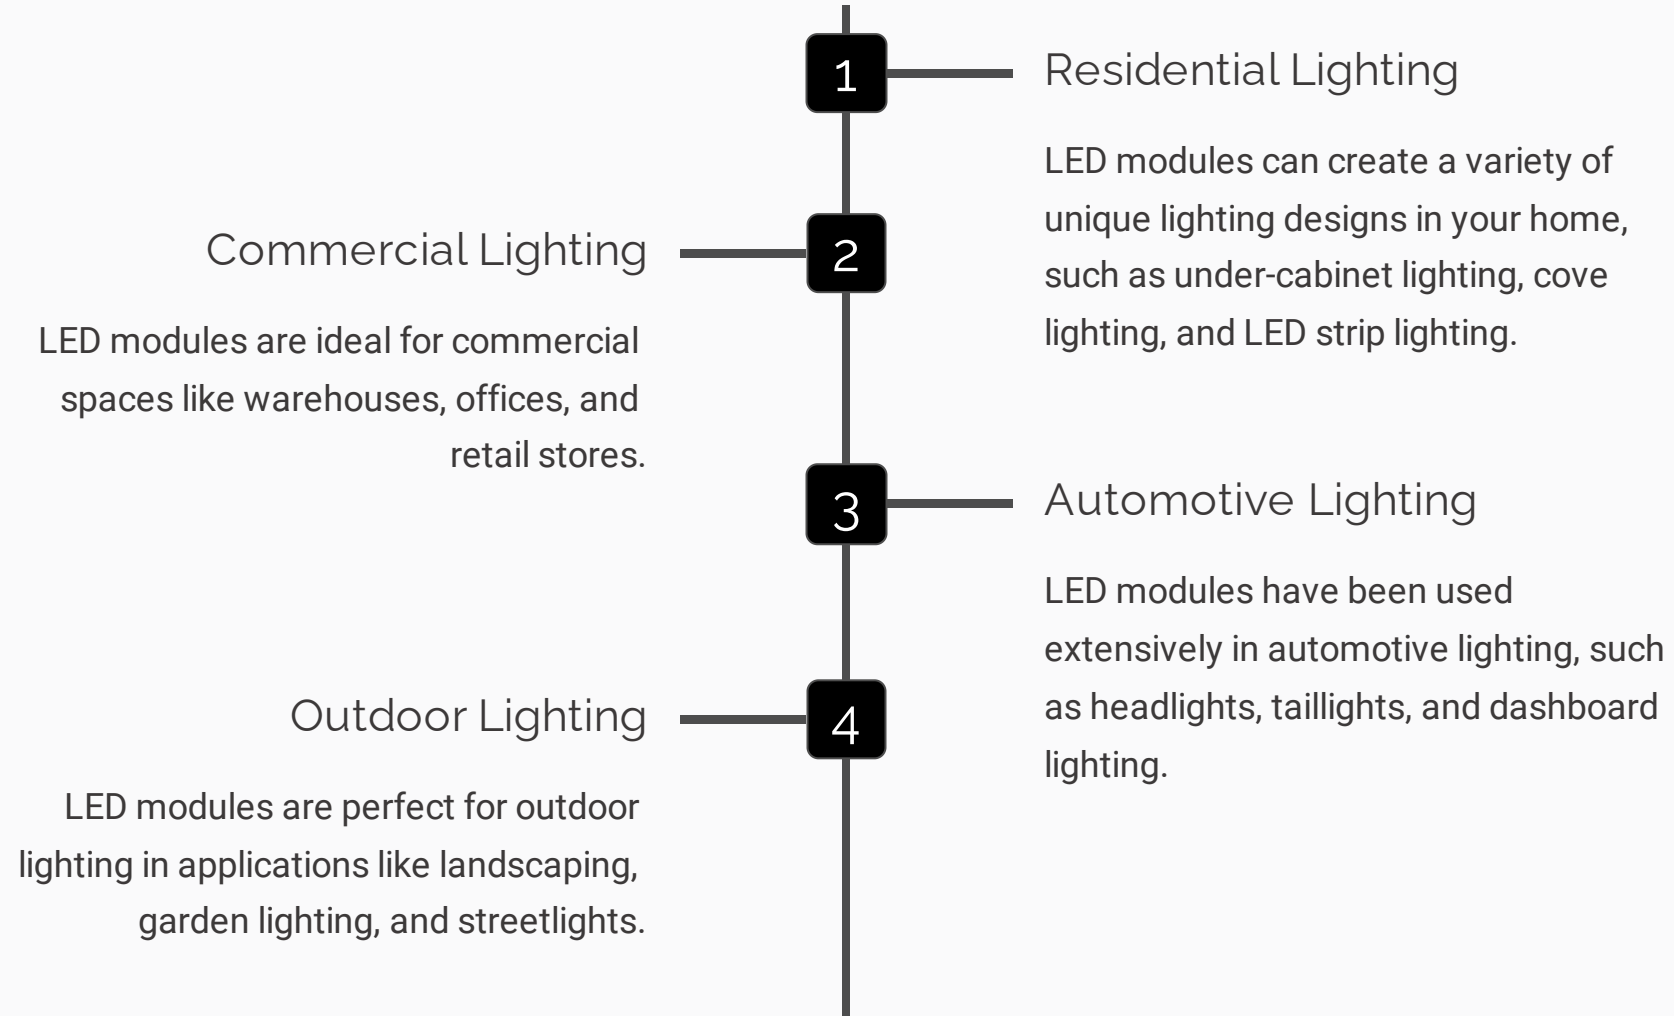 1
Residential Lighting
LED modules can create a variety of
unique lighting designs in your home,
such as under-cabinet lighting, cove
lighting, and LED strip lighting.
2
Commercial Lighting
LED modules are ideal for commercial
spaces like warehouses, offices, and
retail stores.
3
Automotive Lighting
LED modules have been used
extensively in automotive lighting, such
as headlights, taillights, and dashboard
lighting.
4
Outdoor Lighting
LED modules are perfect for outdoor
lighting in applications like landscaping,
garden lighting, and streetlights.